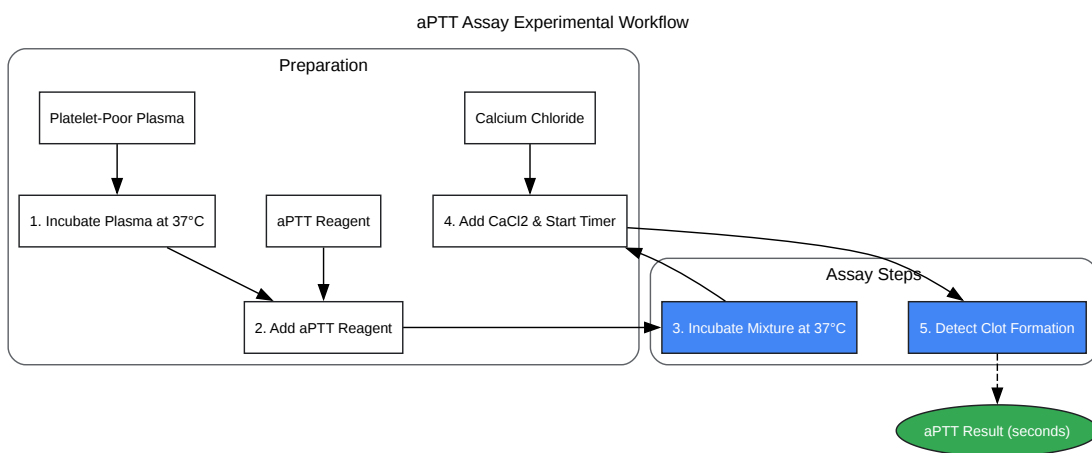 aPTT Assay Experimental Workflow
Preparation
Platelet-Poor Plasma
Calcium Chloride
1. Incubate Plasma at 37°C
aPTT Reagent
4. Add CaCl2 & Start Timer
Assay Steps
2. Add aPTT Reagent
3. Incubate Mixture at 37°C
5. Detect Clot Formation
aPTT Result (seconds)